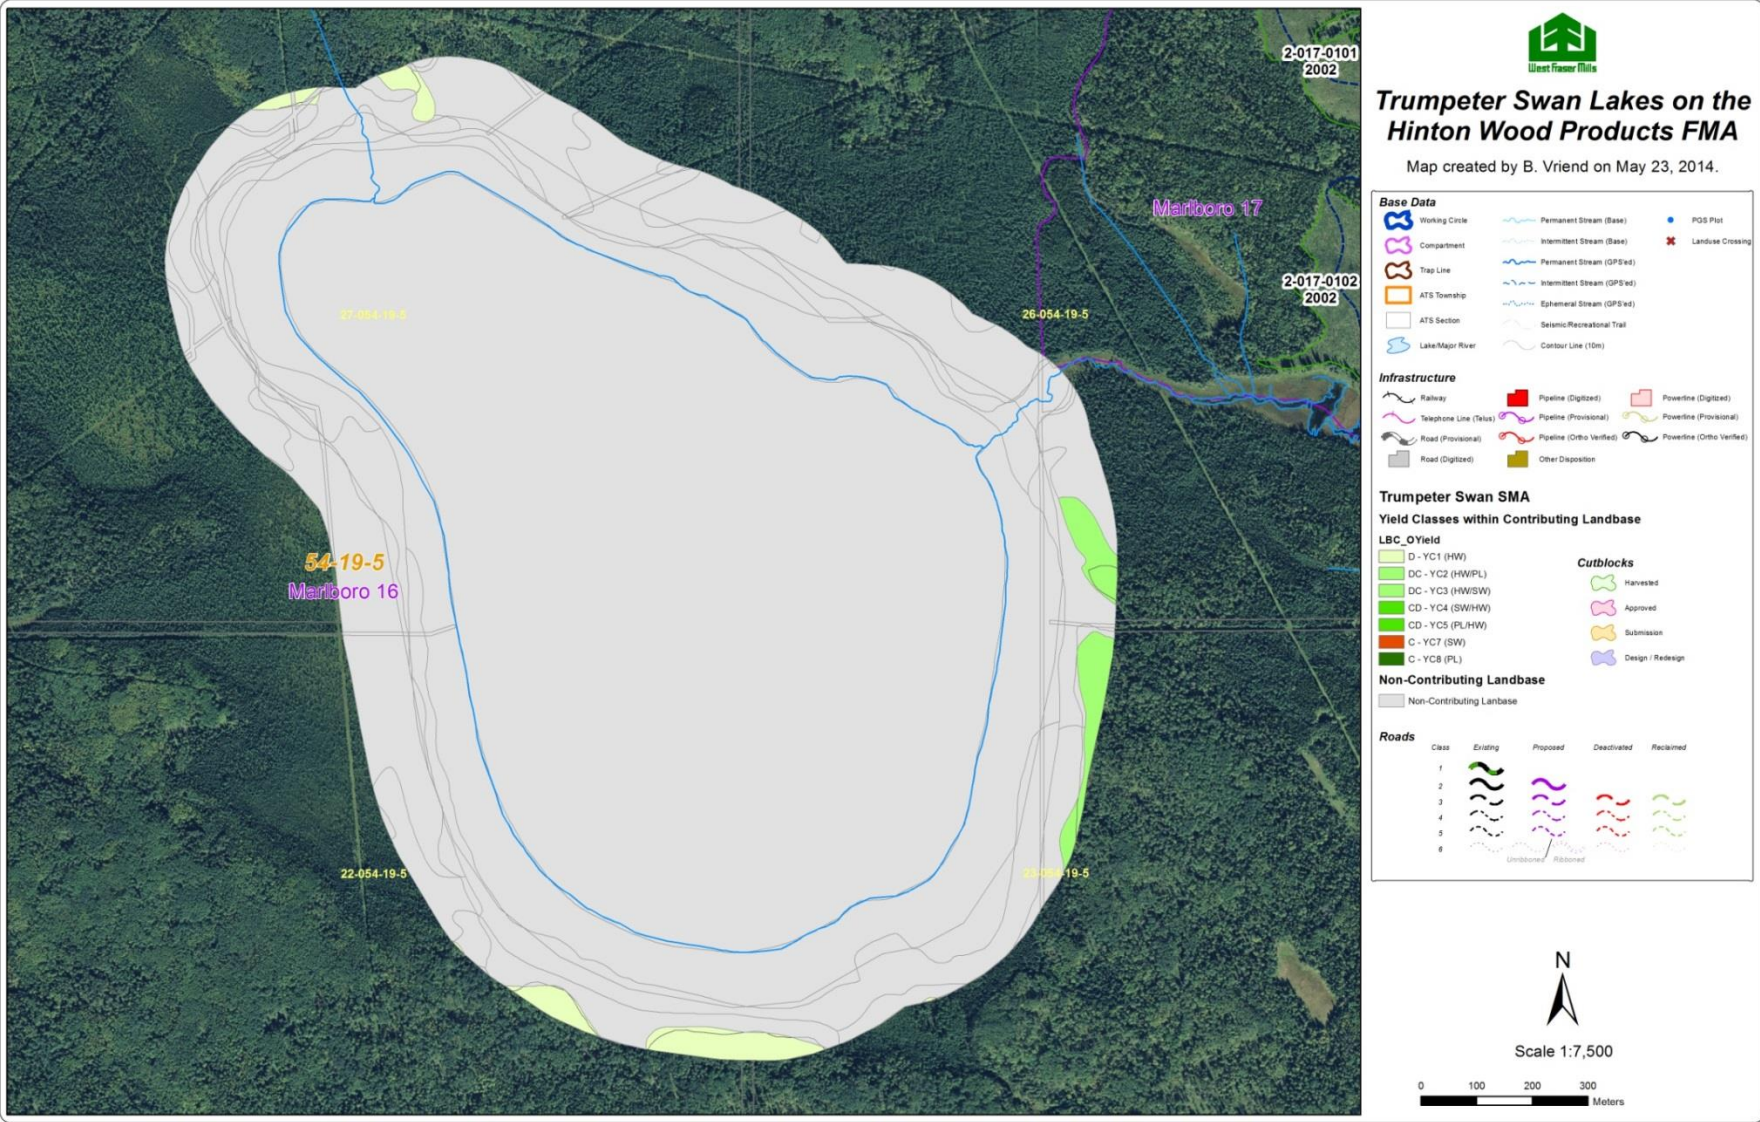 2-017-0101
2002
Marlboro 17
2-017-0102
2002
27-054-19-5
26-054-19-5
54-19-5
Marlboro 16
22-054-19-5
23-054-19-5
West Fraser Mills
Trumpeter Swan Lakes on the
Hinton Wood Products FMA
Map created by B. Vriend on May 23, 2014.
Base Data
Working Circle
Compartment
Trap Line
ATS Township
ATS Section
Lake/Major River
Permanent Stream (Base)
Intermittent Stream (Base)
Permanent Stream (GPS'ed)
Intermittent Stream (GPS'ed)
Ephemeral Stream (GPS'ed)
Seismic/Recreational Trail
Contour Line (10m)
PGS Plot
Landuse Crossing
Infrastructure
Railway
Telephone Line (Telus)
Road (Provisional)
Road (Digitized)
Pipeline (Digitized)
Pipeline (Provisional)
Pipeline (Ortho Verified)
Other Disposition
Powerline (Digitized)
Powerline (Provisional)
Powerline (Ortho Verified)
Trumpeter Swan SMA
Yield Classes within Contributing Landbase
LBC_OYield
D - YC1 (HW)
DC - YC2 (HW/PL)
DC - YC3 (HW/SW)
CD - YC4 (SW/HW)
CD - YC5 (PL/HW)
C - YC7 (SW)
C - YC8 (PL)
Cutblocks
Harvested
Approved
Submission
Design / Redesign
Non-Contributing Landbase
Non-Contributing Lanbase
Roads
Class Existing Proposed Deactivated Reclaimed
1
2
3
4
5
6
Unribboned Ribboned
N
Scale 1:7,500
0 100 200 300
Meters